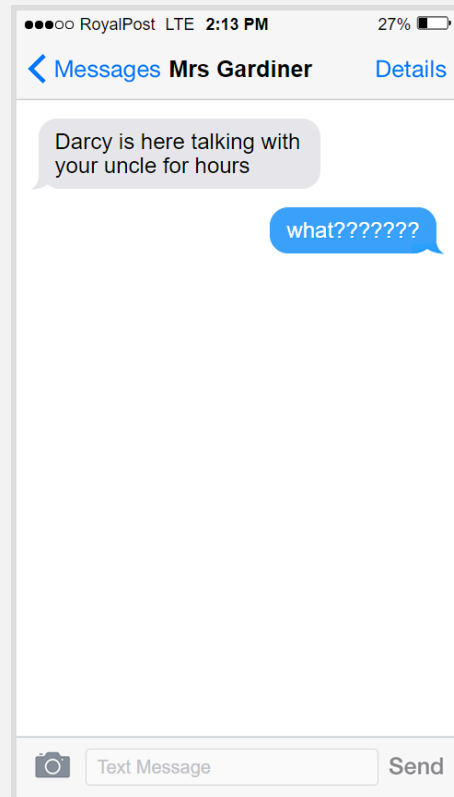 RoyalPost LTE 2:13 PM 27%
Messages Mrs Gardiner Details
Darcy is here talking with
your uncle for hours
what???????
Text Message Send